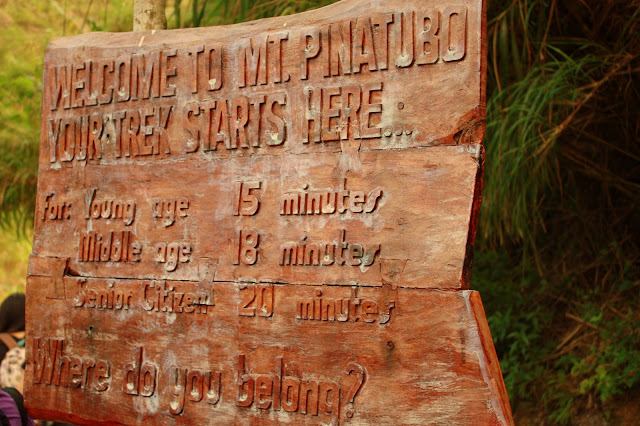 WELCOME TO MT. PINATUBO
YOUR TREK STARTS HERE...
For: Young age 15 minutes
Middle age 18 minutes
Senior Citizen 20 minutes
Where do you belong?